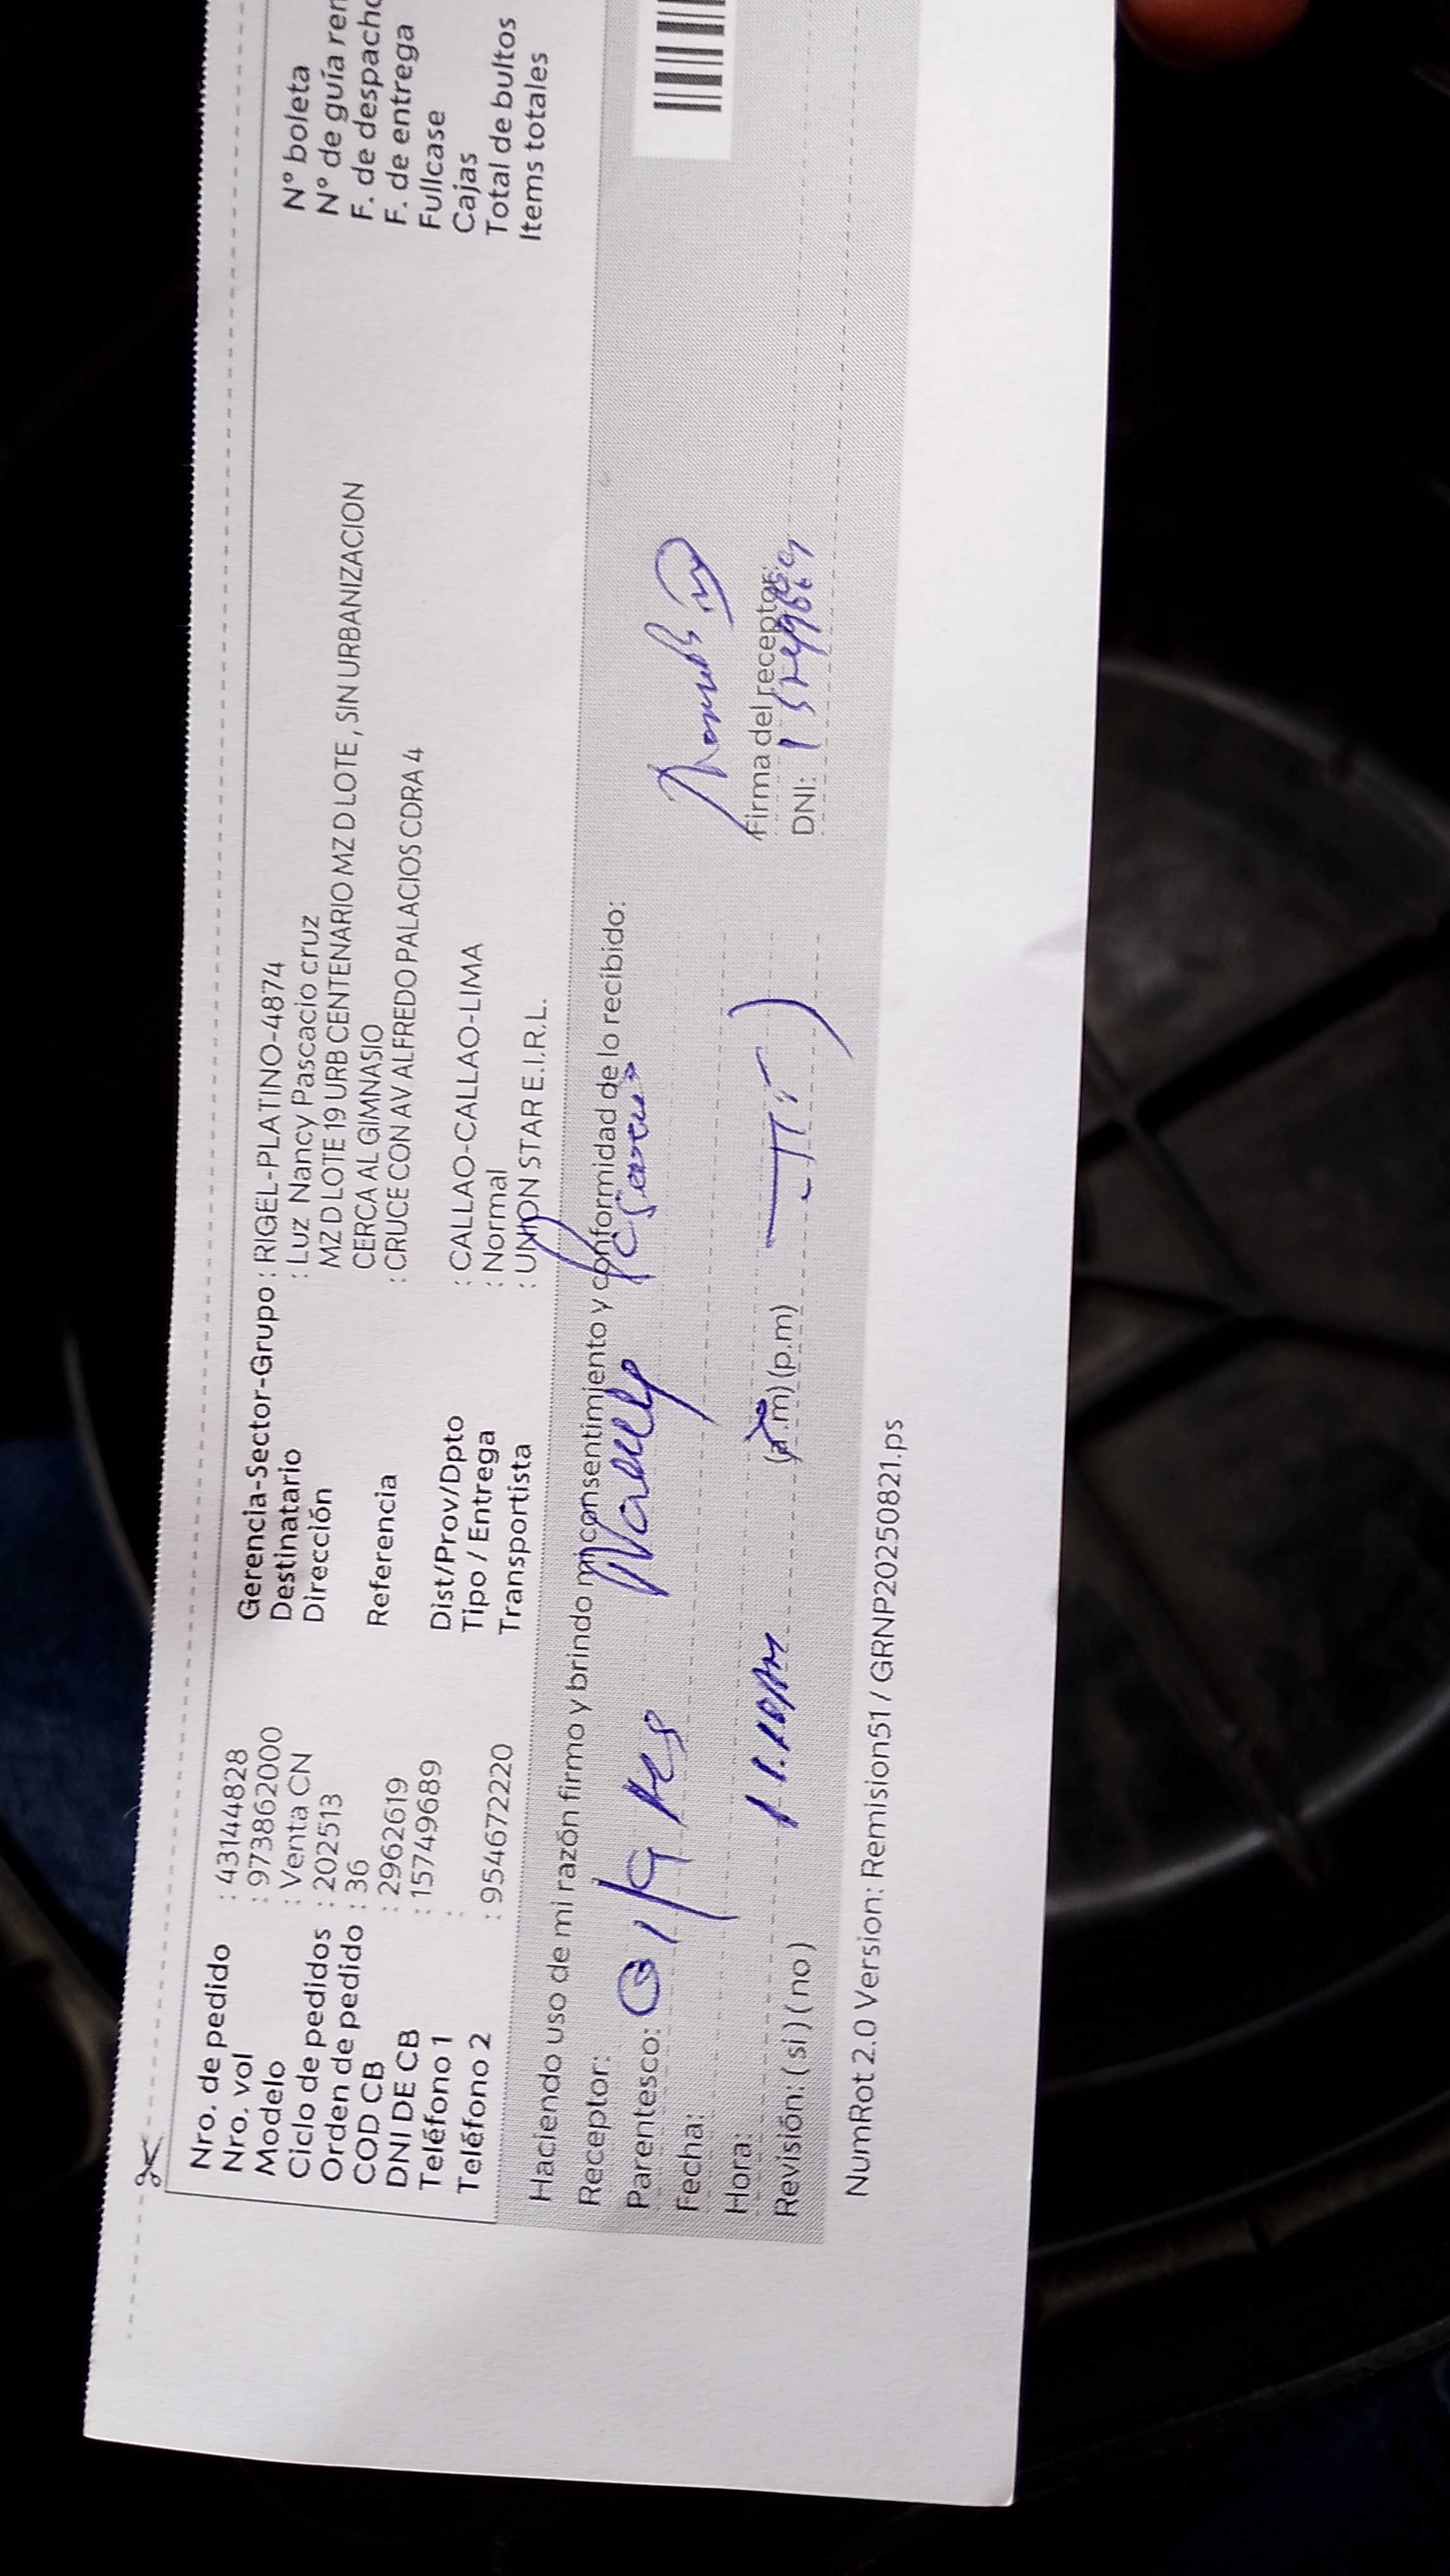 Nro. de pedido : 43144828
Nro. vol : 973862000
Modelo : Venta CN
Ciclo de pedidos : 202513
Orden de pedido : 36
COD CB : 2962619
DNI DE CB : 15749689
Teléfono 1 :
Teléfono 2 : 954672220
Gerencia-Sector-Grupo : RIGEL-PLATINO-4874
Destinatario : Luz Nancy Pascacio cruz
Dirección MZ D LOTE 19 URB CENTENARIO MZ D LOTE , SIN URBANIZACION
CERCA AL GIMNASIO
Referencia : CRUCE CON AV ALFREDO PALACIOS CDRA 4
Dist/Prov/Dpto : CALLAO-CALLAO-LIMA
Tipo / Entrega : Normal
Transportista : UNION STAR E.I.R.L.
N° boleta
N° de guía
F. de despacho
F. de entrega
Fullcase
Cajas
Total de bultos
Items totales
Haciendo uso de mi razón firmo y brindo mi consentimiento y conformidad de lo recibido:
Receptor: Nancy
Parentesco:
Fecha:
Hora: 11.10 AM (a.m) (p.m)
Revisión: ( si ) ( no )
Firma del receptor:
DNI: 15749689
NumRot 2.0 Version: Remision51 / GRNP20250821.ps